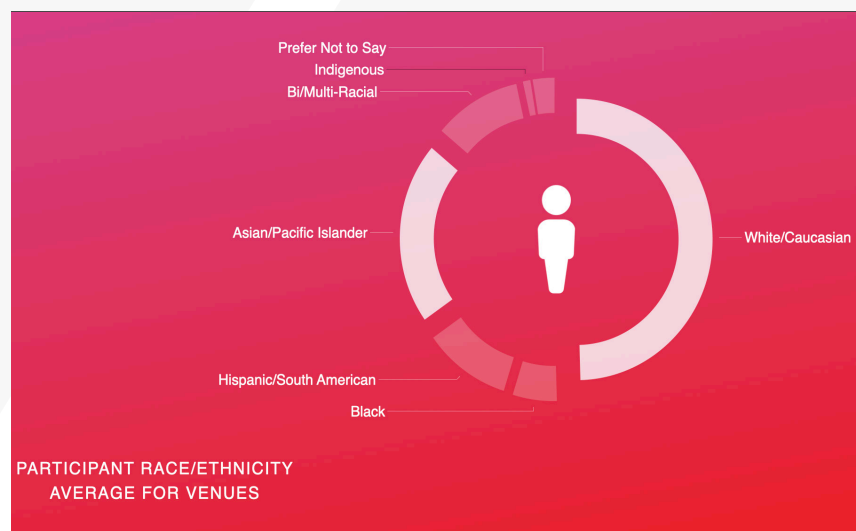 Prefer Not to Say
Indigenous
Bi/Multi-Racial
Asian/Pacific Islander
White/Caucasian
Hispanic/South American
Black
PARTICIPANT RACE/ETHNICITY
AVERAGE FOR VENUES